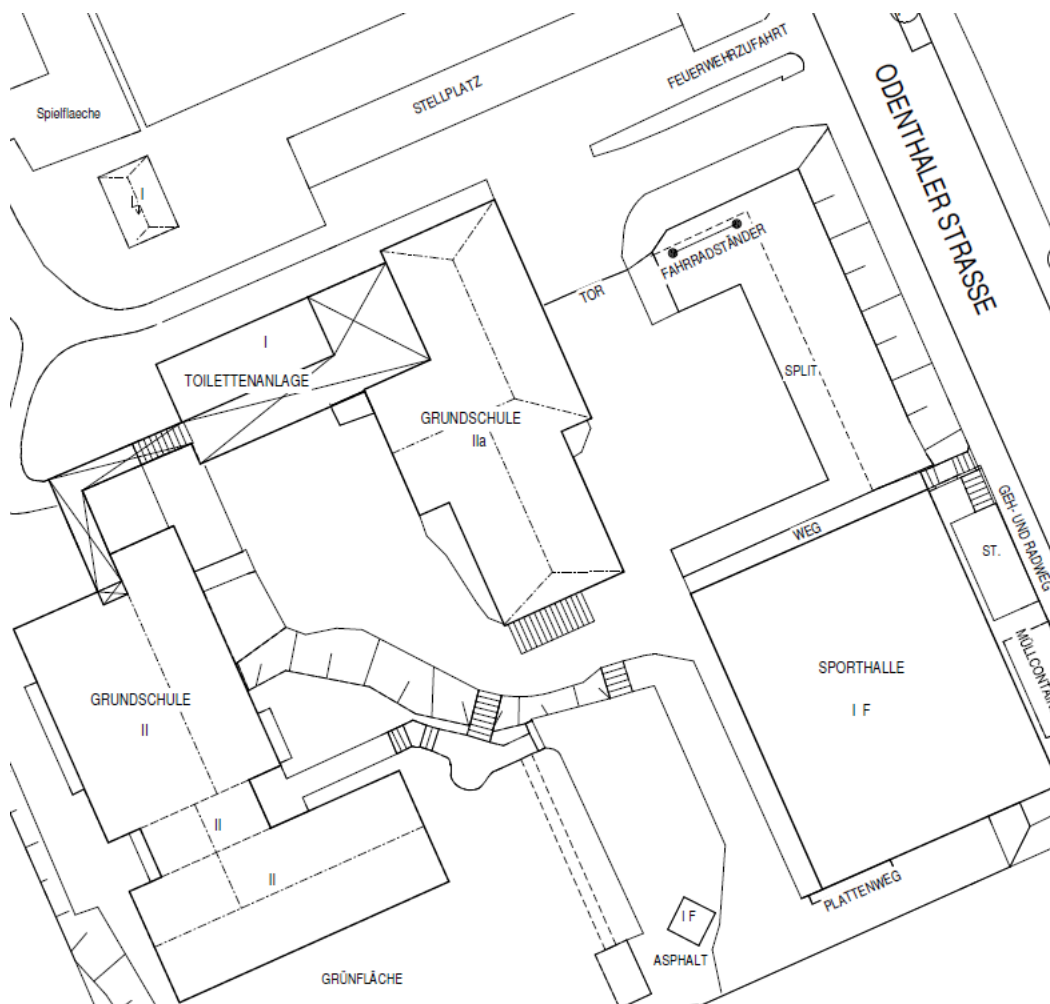 Spielflaeche
STELLPLATZ
FEUERWEHRZUFAHRT
ODENTHALER STRASSE
I
FAHRRADSTÄNDER
TOR
I
TOILETTENANLAGE
SPLIT
GRUNDSCHULE
IIa
WEG
GEH- UND RADWEG
ST.
MÜLLCONTAIN
SPORTHALLE
I F
GRUNDSCHULE
II
II
II
PLATTENWEG
I F
ASPHALT
GRÜNFLÄCHE